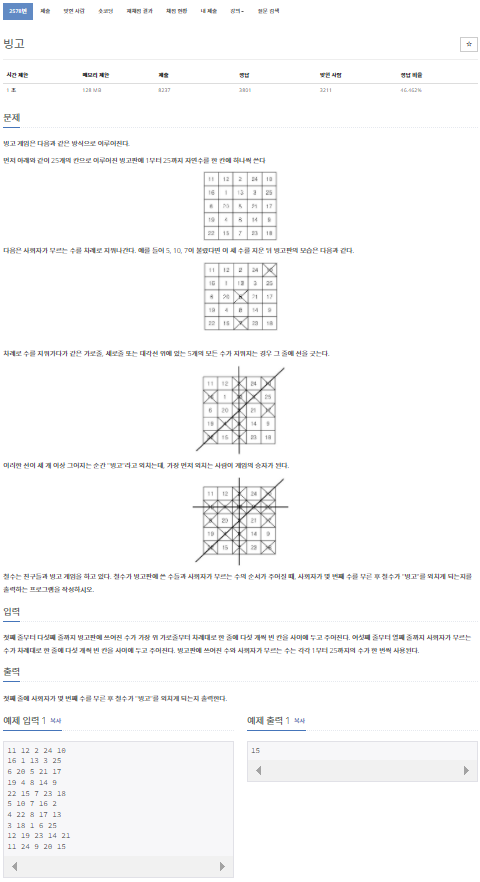 2578번 제출 맞힌 사람 숏코딩 재채점 결과 채점 현황 내 제출 강의 질문 검색
빙고
시간 제한 메모리 제한 제출 정답 맞힌 사람 정답 비율
1 초 128 MB 8237 3801 3211 46.462%
문제
빙고 게임은 다음과 같은 방식으로 이루어진다.
먼저 아래와 같이 25개의 칸으로 이루어진 빙고판에 1부터 25까지 자연수를 한 칸에 하나씩 쓴다
11 12 2 24 10
16 1 13 3 25
6 20 5 21 17
19 4 8 14 9
22 15 7 23 18
다음은 사회자가 부르는 수를 차례로 지워나간다. 예를 들어 5, 10, 7이 불렸다면 이 세 수를 지운 뒤 빙고판의 모습은 다음과 같다.
11 12 2 24
16 1 13 3 25
6 20 21 17
19 4 8 14 9
22 15 23 18
차례로 수를 지워가다가 같은 가로줄, 세로줄 또는 대각선 위에 있는 5개의 모든 수가 지워지는 경우 그 줄에 선을 긋는다.
11 12 24
1 25
6 20 21
14 9
15 23 18
이러한 선이 세 개 이상 그어지는 순간 "빙고"라고 외치는데, 가장 먼저 외치는 사람이 게임의 승자가 된다.
11 24
20 21
14 9
15 23
철수는 친구들과 빙고 게임을 하고 있다. 철수가 빙고판에 쓴 수들과 사회자가 부르는 수의 순서가 주어질 때, 사회자가 몇 번째 수를 부른 후 철수가 "빙고"를 외치게 되는지를
출력하는 프로그램을 작성하시오.
입력
첫째 줄부터 다섯째 줄까지 빙고판에 쓰여진 수가 가장 위 가로줄부터 차례대로 한 줄에 다섯 개씩 빈 칸을 사이에 두고 주어진다. 여섯째 줄부터 열째 줄까지 사회자가 부르는
수가 차례대로 한 줄에 다섯 개씩 빈 칸을 사이에 두고 주어진다. 빙고판에 쓰여진 수와 사회자가 부르는 수는 각각 1부터 25까지의 수가 한 번씩 사용된다.
출력
첫째 줄에 사회자가 몇 번째 수를 부른 후 철수가 "빙고"를 외치게 되는지 출력한다.
예제 입력 1 복사
11 12 2 24 10
16 1 13 3 25
6 20 5 21 17
19 4 8 14 9
22 15 7 23 18
5 10 7 16 2
4 22 8 17 13
3 18 1 6 25
12 19 23 14 21
11 24 9 20 15
예제 출력 1 복사
15